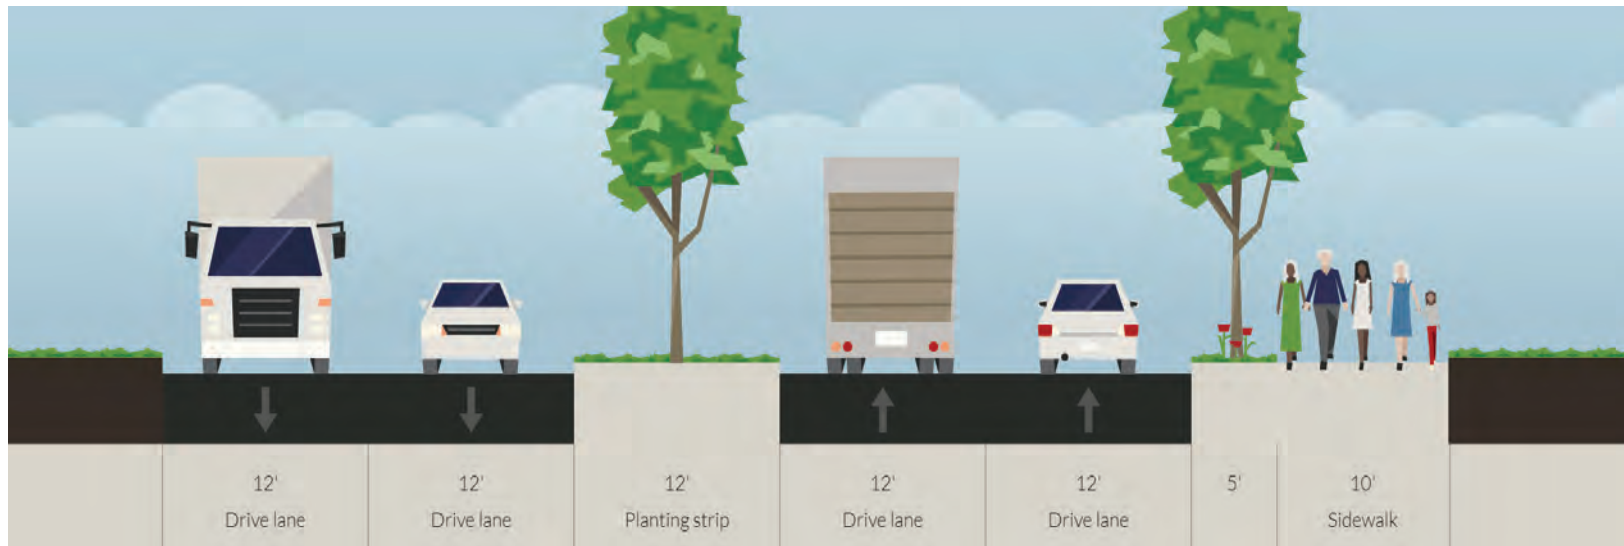 12' 12' 12' 12' 12' 5' 10'
Drive lane Drive lane Planting strip Drive lane Drive lane Sidewalk